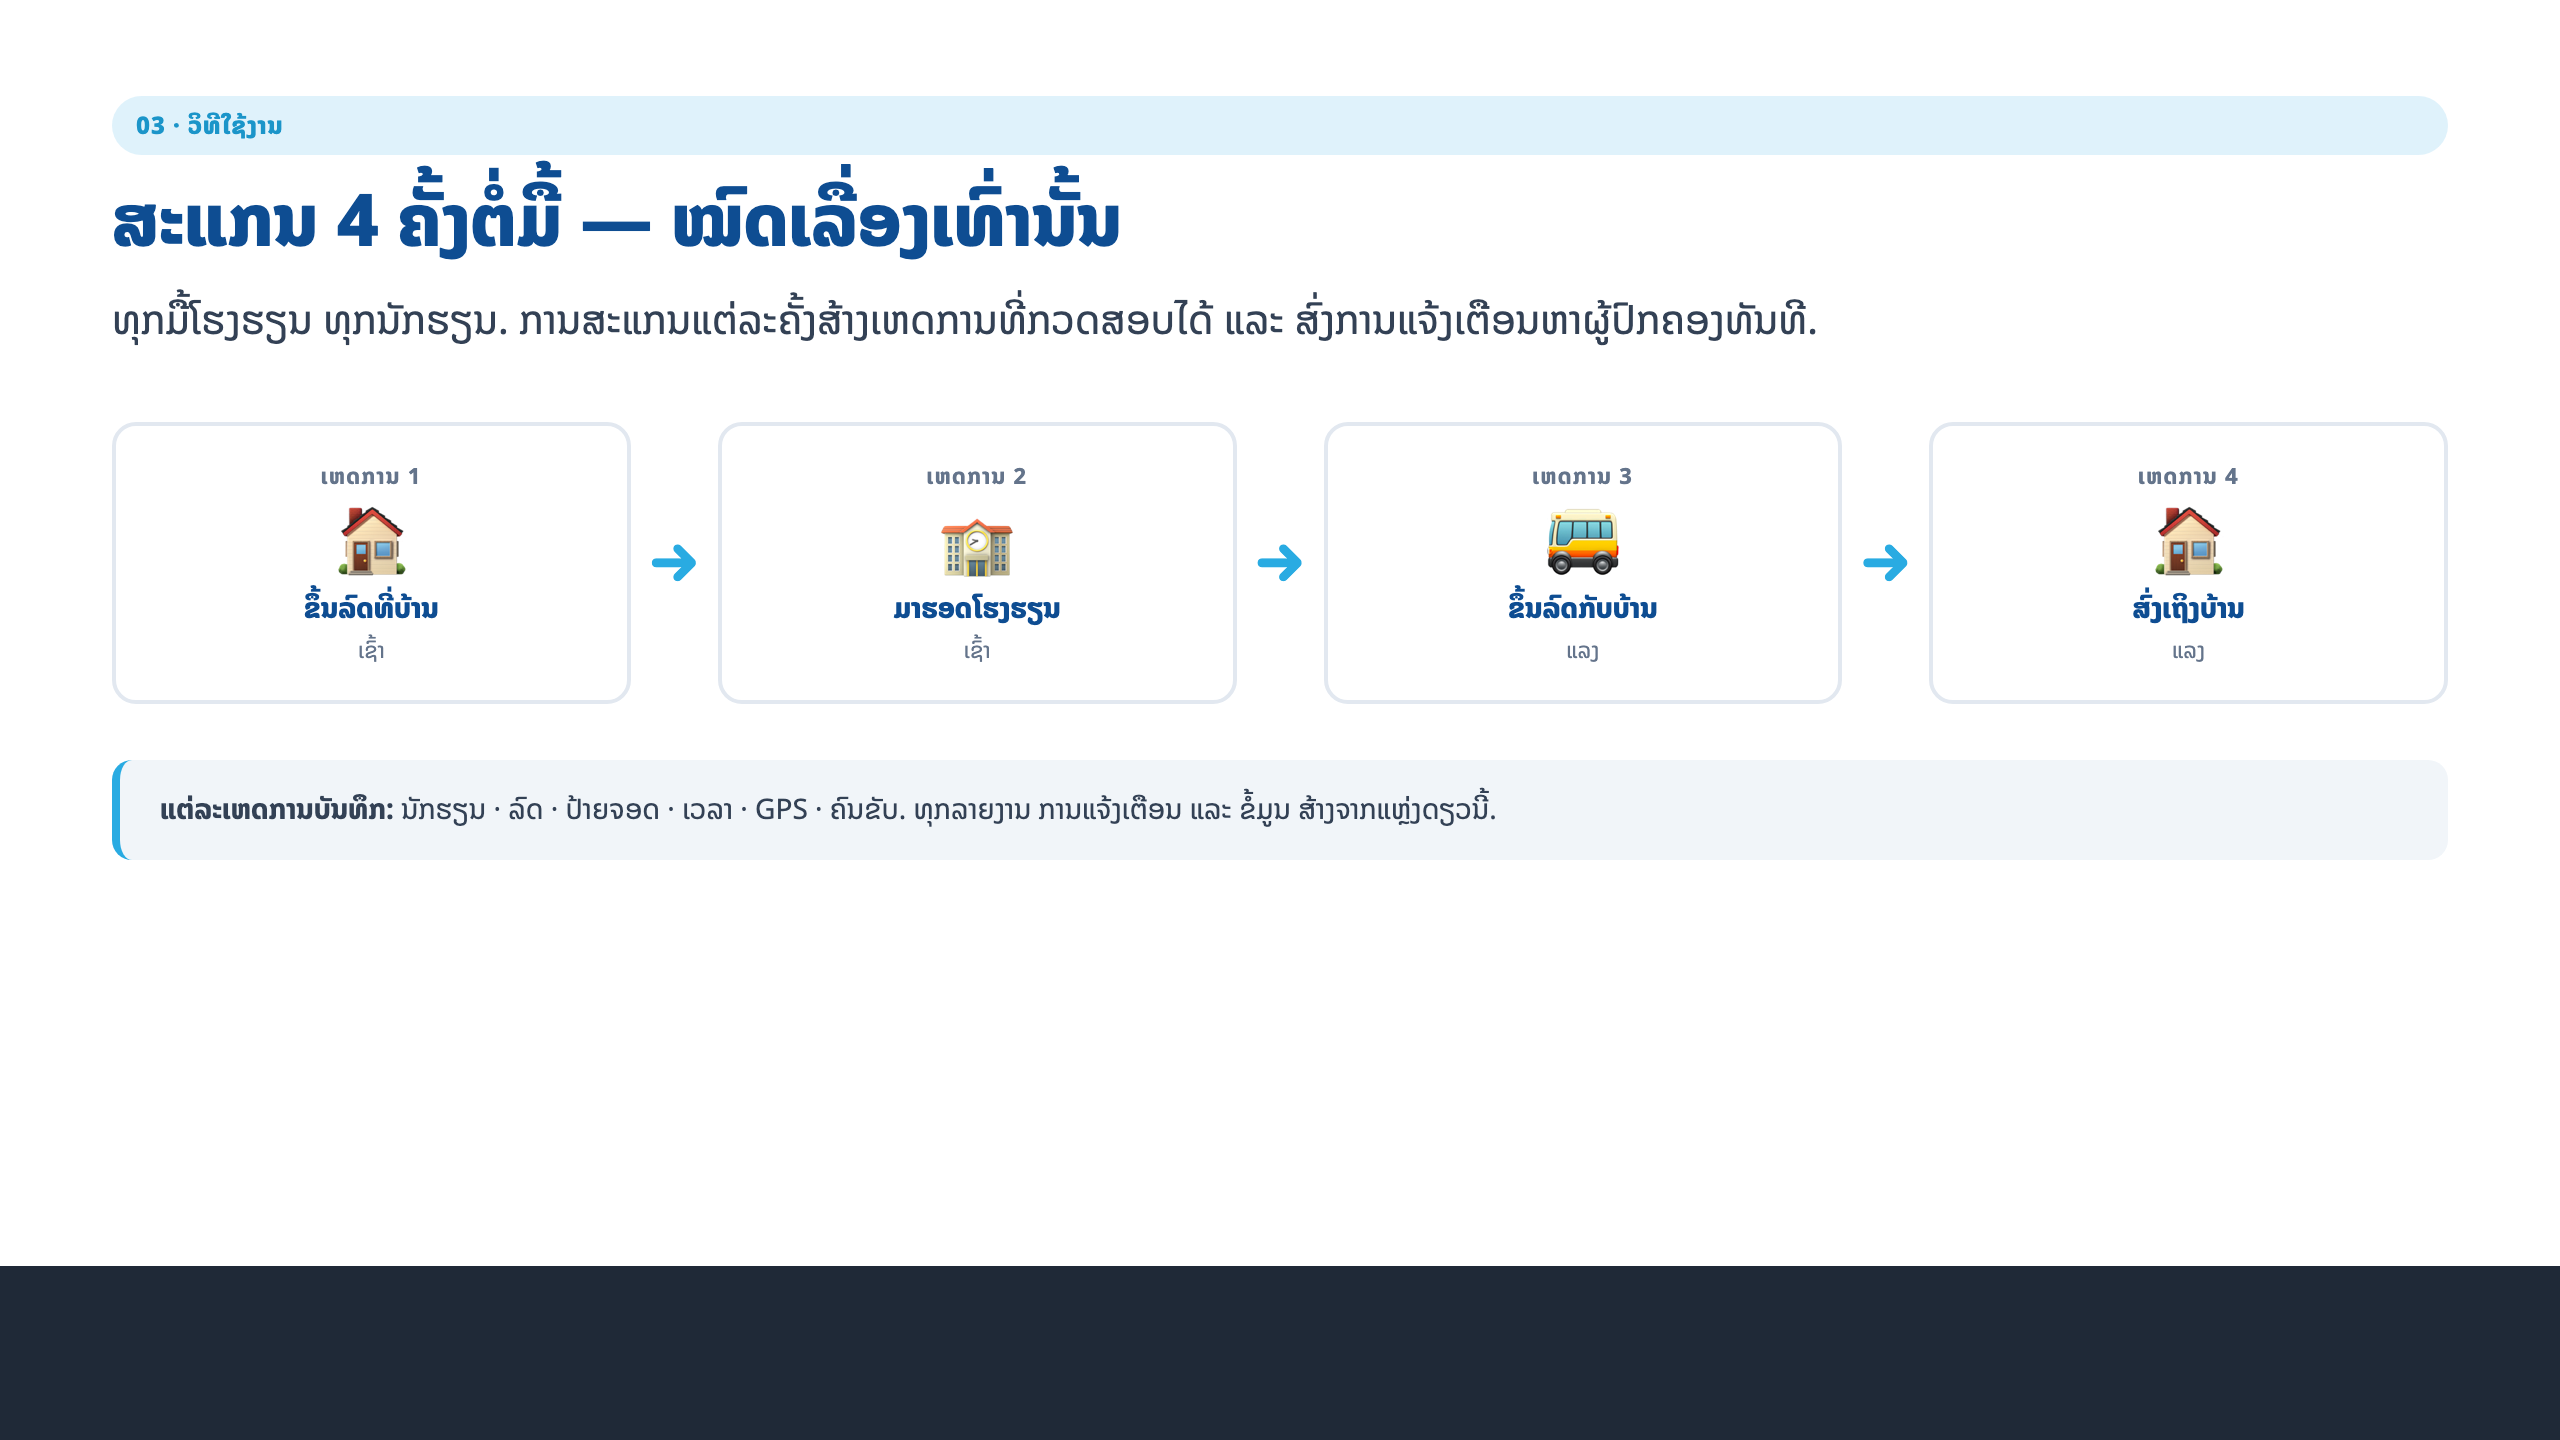 03 · ວິທີໃຊ້ງານ
ສະແກນ 4 ຄັ້ງຕໍ່ມື້ — ໝົດເລື່ອງເທົ່ານັ້ນ
ທຸກມື້ໂຮງຮຽນ ທຸກນັກຮຽນ. ການສະແກນແຕ່ລະຄັ້ງສ້າງເຫດການທີ່ກວດສອບໄດ້ ແລະ ສົ່ງການແຈ້ງເຕືອນຫາຜູ້ປົກຄອງທັນທີ.
ເຫດການ 1
ຂຶ້ນລົດທີ່ບ້ານ
ເຊົ້າ
ເຫດການ 2
ມາຮອດໂຮງຮຽນ
ເຊົ້າ
ເຫດການ 3
ຂຶ້ນລົດກັບບ້ານ
ແລງ
ເຫດການ 4
ສົ່ງເຖິງບ້ານ
ແລງ
ແຕ່ລະເຫດການບັນທຶກ: ນັກຮຽນ · ລົດ · ປ້າຍຈອດ · ເວລາ · GPS · ຄົນຂັບ. ທຸກລາຍງານ ການແຈ້ງເຕືອນ ແລະ ຂໍ້ມູນ ສ້າງຈາກແຫຼ່ງດຽວນີ້.